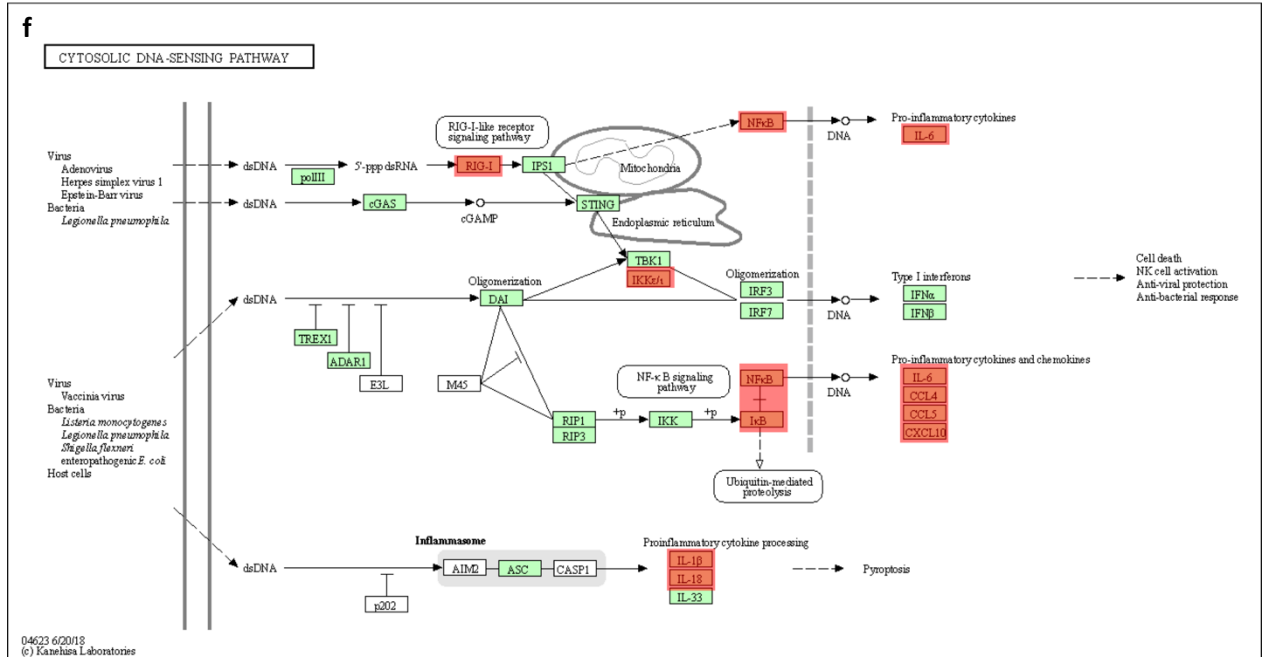 f
CYTOSOLIC DNA-SENSING PATHWAY
RIG-I-like receptor
signaling pathway
NFκB
DNA
Pro-inflammatory cytokines
IL-6
Virus
Adenovirus
Herpes simplex virus 1
Epstein-Barr virus
Bacteria
Legionella pneumophila
dsDNA
polIII
5'-ppp dsRNA
RIG-I
IPS1
Mitochondria
dsDNA
cGAS
cGAMP
STING
Endoplasmic reticulum
TBK1
IKKε/ι
Oligomerization
dsDNA
DAI
Oligomerization
IRF3
IRF7
DNA
Type I interferons
IFNα
IFNβ
Cell death
NK cell activation
Anti-viral protection
Anti-bacterial response
TREX1
ADAR1
E3L
M45
NF-κB signaling
pathway
NFκB
DNA
Pro-inflammatory cytokines and chemokines
IL-6
CCL4
CCL5
CXCL10
Virus
Vaccinia virus
Bacteria
Listeria monocytogenes
Legionella pneumophila
Shigella flexneri
enteropathogenic E. coli
Host cells
RIP1
RIP3
+p
IKK
+p
IκB
Ubiquitin-mediated
proteolysis
Inflammasome
dsDNA
p202
AIM2
ASC
CASP1
Proinflammatory cytokine processing
IL-1β
IL-18
IL-33
Pyroptosis
04623 6/20/18
(c) Kanehisa Laboratories